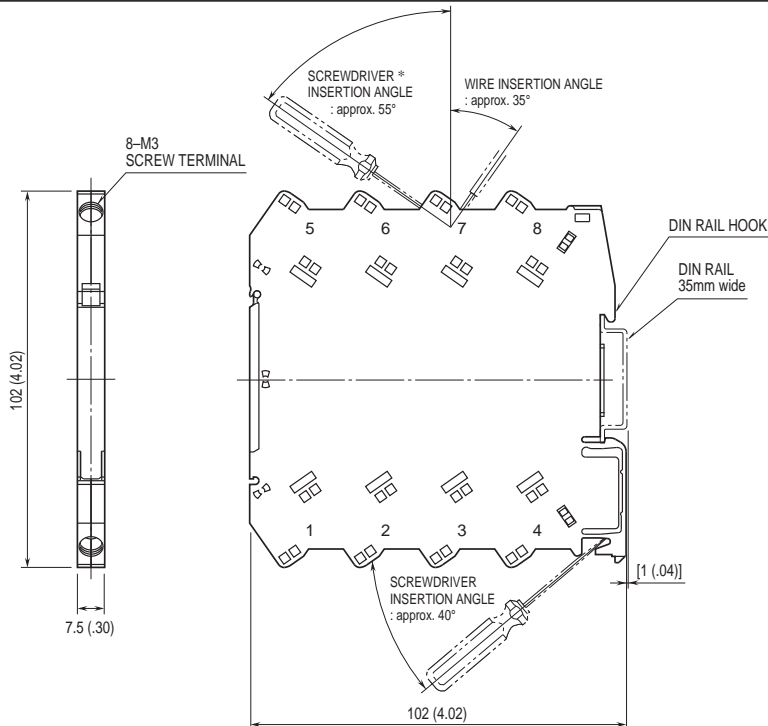 SCREWDRIVER *
INSERTION ANGLE
: approx. 55°
WIRE INSERTION ANGLE
: approx. 35°
8–M3
SCREW TERMINAL
5
6
7
8
DIN RAIL HOOK
DIN RAIL
35mm wide
102 (4.02)
1
2
3
4
SCREWDRIVER
INSERTION ANGLE
: approx. 40°
[1 (.04)]
7.5 (.30)
102 (4.02)